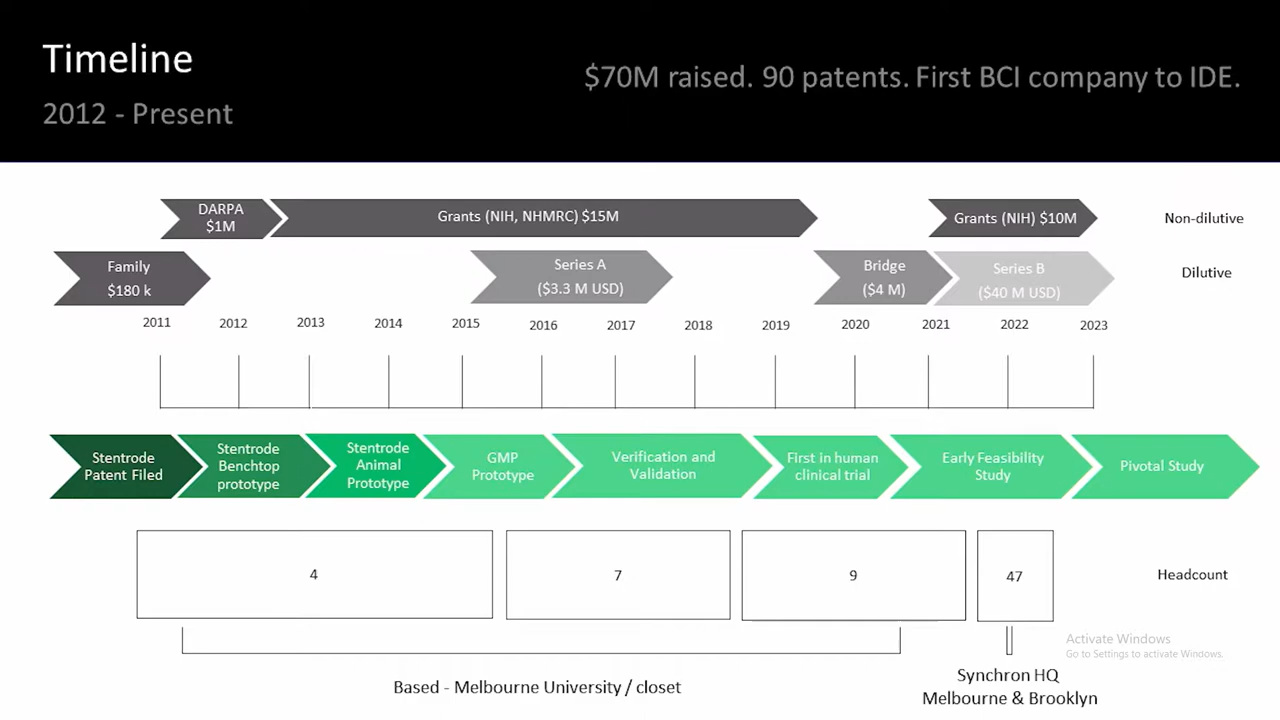 Timeline
2012 - Present
$70M raised. 90 patents. First BCI company to IDE.
DARPA
$1M
Grants (NIH, NHMRC) $15M
Grants (NIH) $10M
Non-dilutive
Family
$180 k
Series A
($3.3 M USD)
Bridge
($4 M)
Series B
($40 M USD)
Dilutive
2011 2012 2013 2014 2015 2016 2017 2018 2019 2020 2021 2022 2023
Stentrode
Patent Filed
Stentrode
Benchtop
prototype
Stentrode
Animal
Prototype
GMP
Prototype
Verification and
Validation
First in human
clinical trial
Early Feasibility
Study
Pivotal Study
4
7
9
47
Headcount
Based - Melbourne University / closet
Synchron HQ
Melbourne & Brooklyn
Activate Windows
Go to Settings to activate Windows.